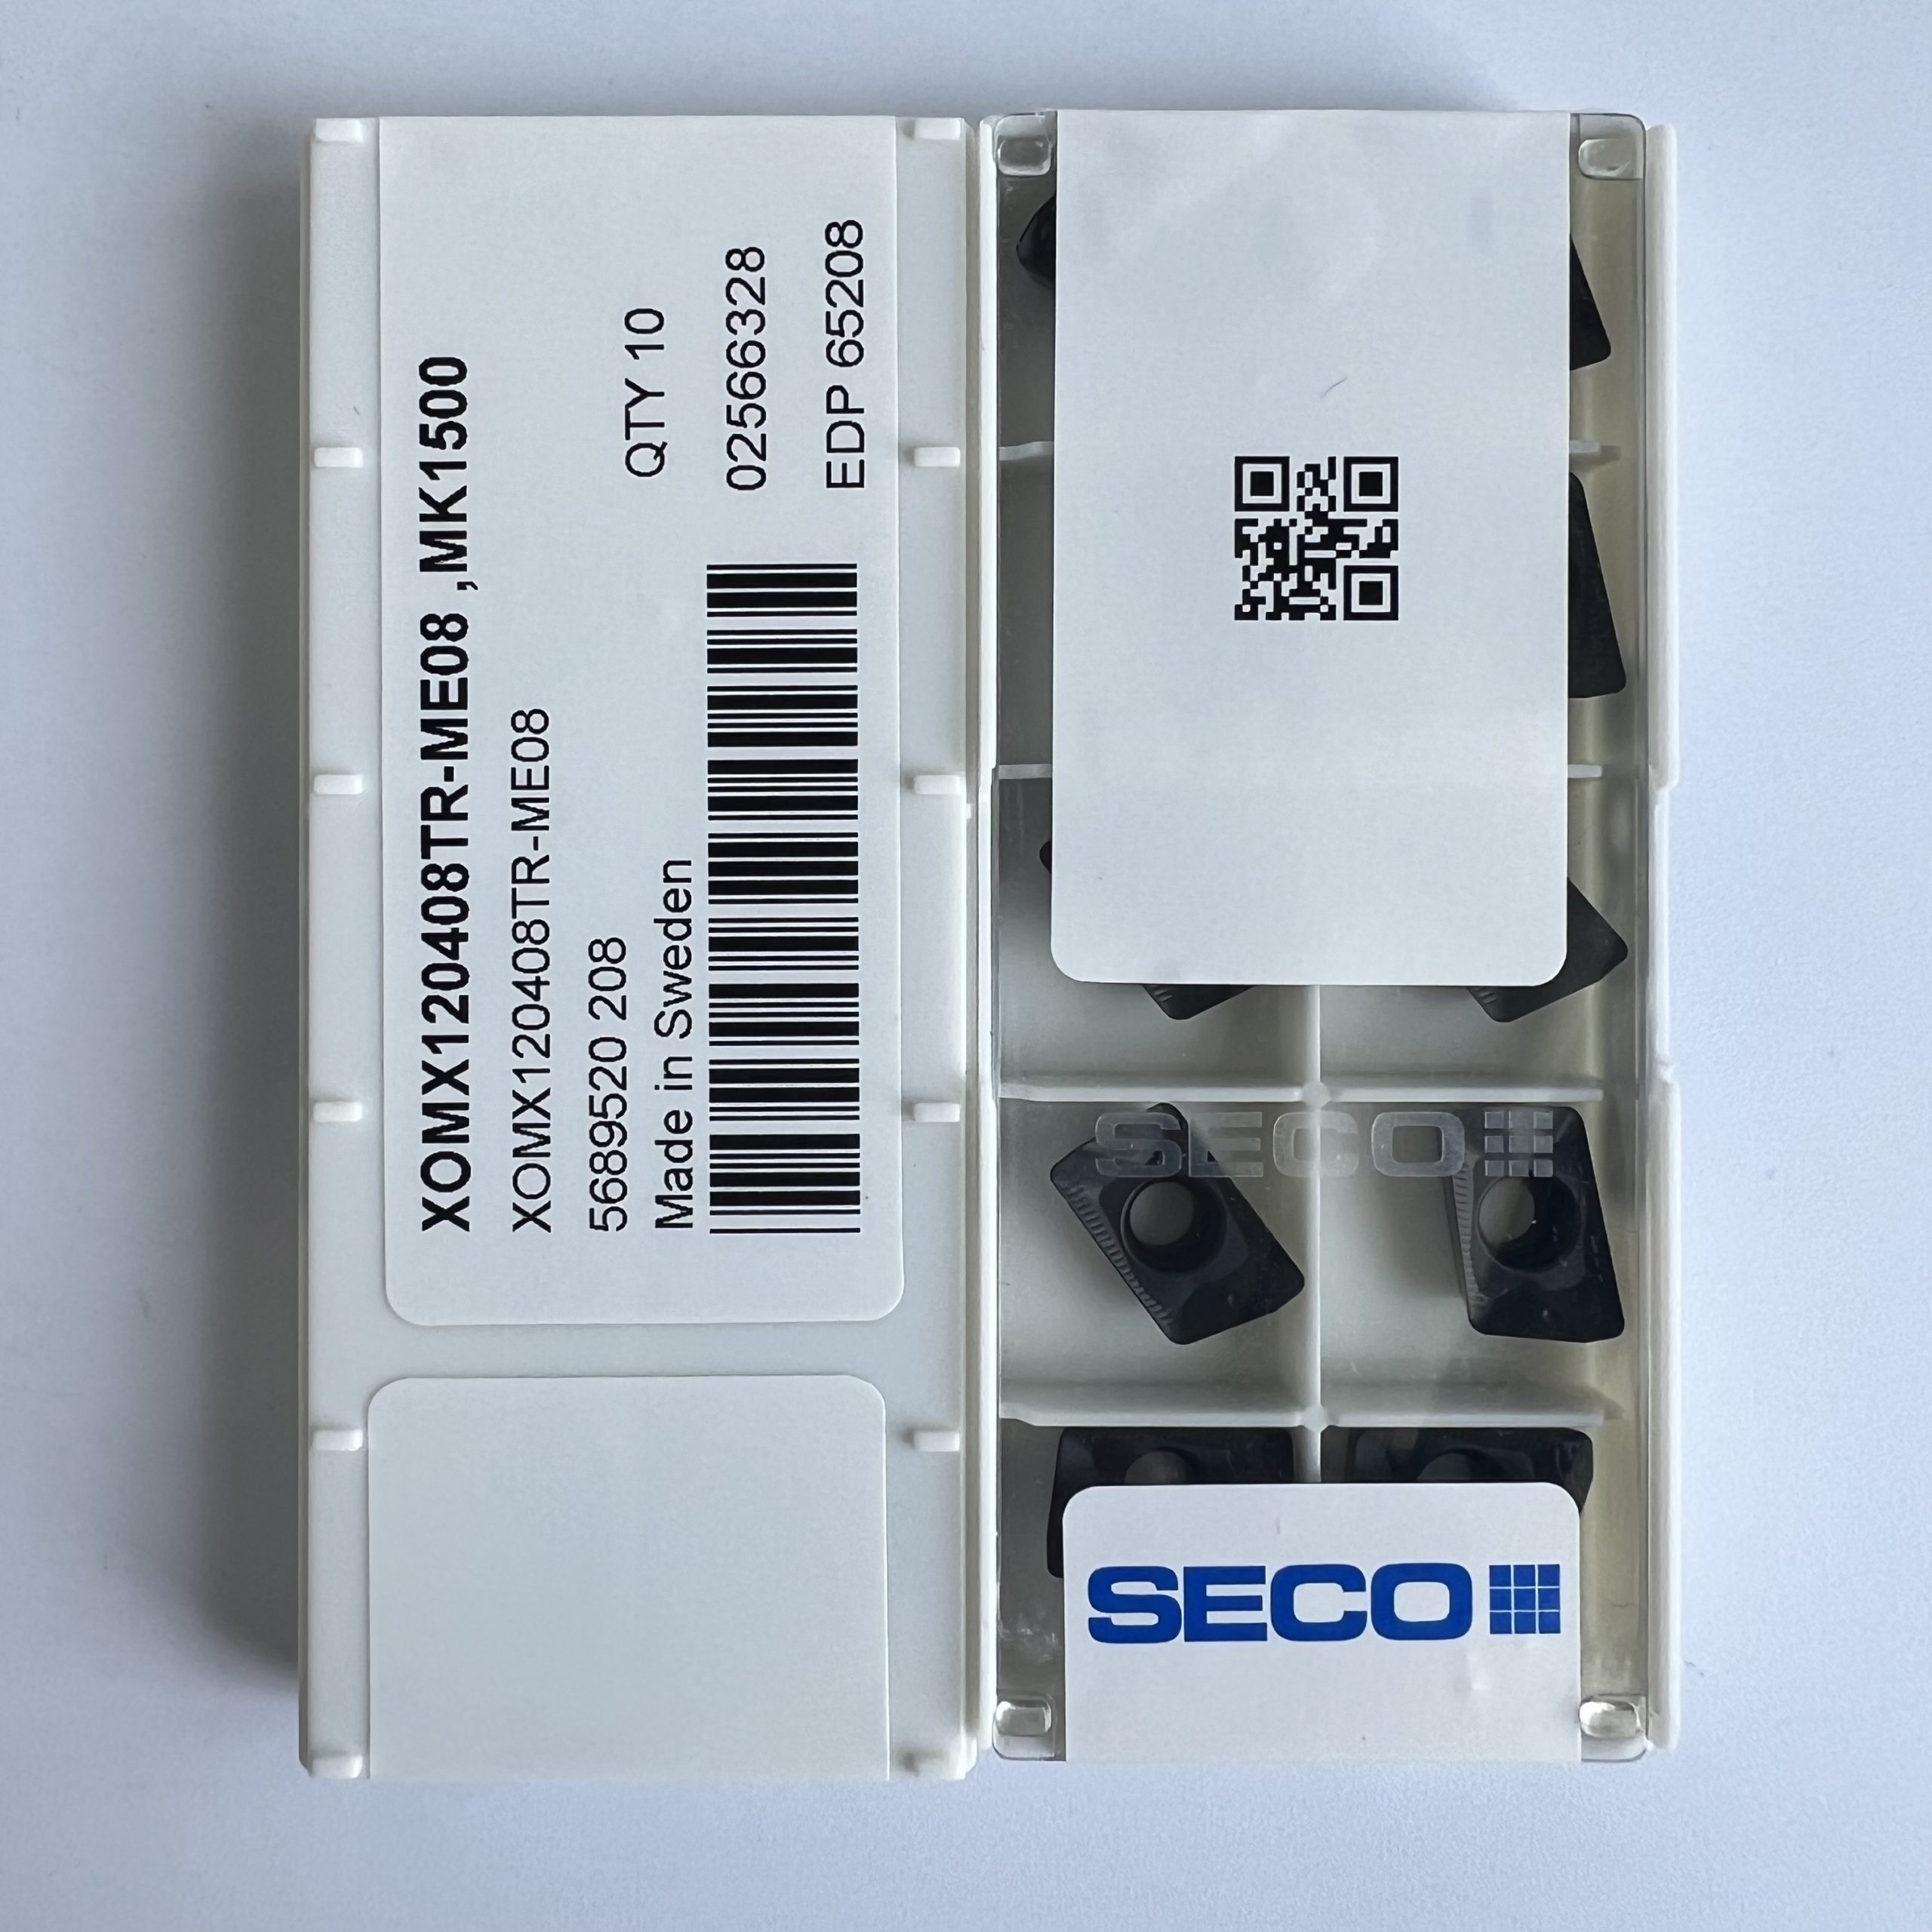 XOMX120408TR-ME08 ,MK1500
XOMX120408TR-ME08
5689520 208
QTY 10
Made in Sweden
02566328
EDP 65208
SECO
SECO